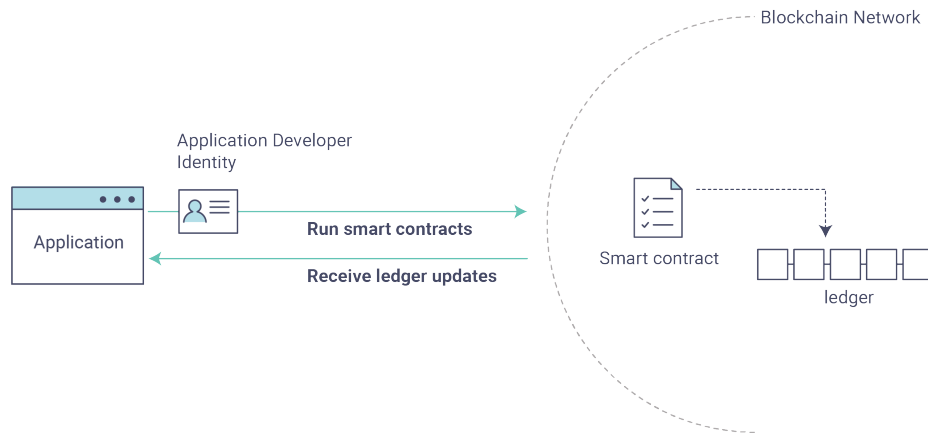 Blockchain Network
Application Developer
Identity
Application
Run smart contracts
Receive ledger updates
Smart contract
ledger